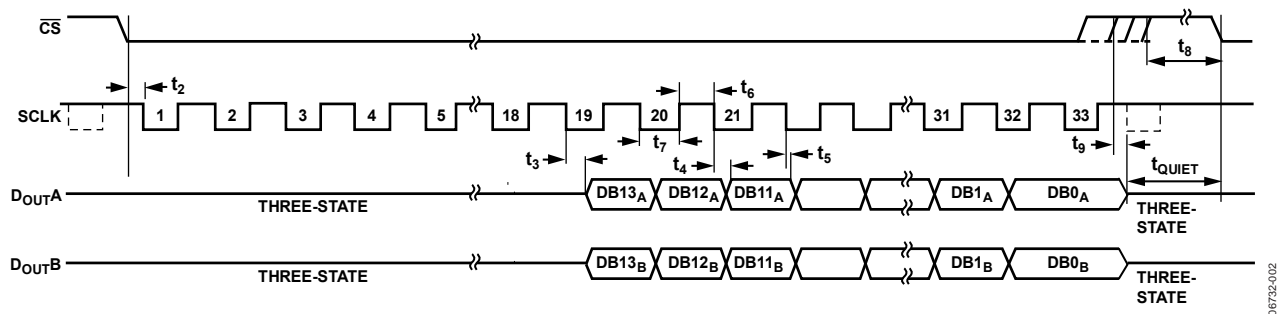 CS
t8
t2
t6
SCLK
1 2 3 4 5 18 19 20 21 31 32 33
t3
t7
t4
t5
t9
tQUIET
DOUTA
THREE-STATE
DB13A DB12A DB11A DB1A DB0A
THREE-
STATE
DOUTB
THREE-STATE
DB13B DB12B DB11B DB1B DB0B
THREE-
STATE
06732-002